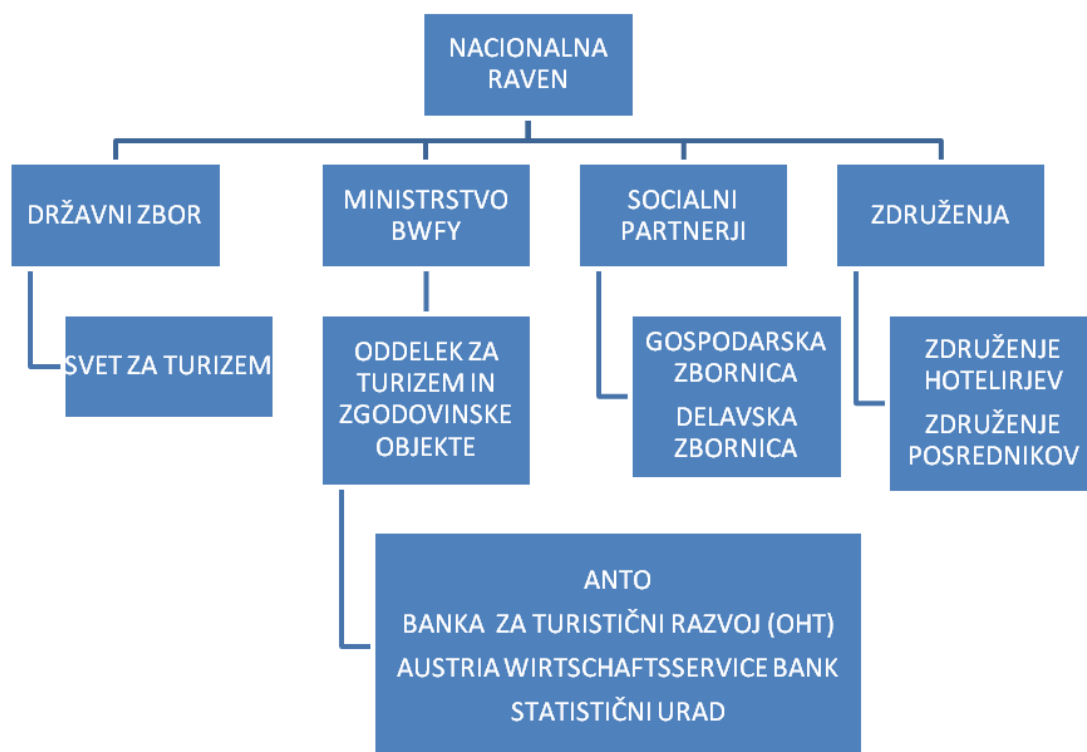 NACIONALNA
RAVEN
DRŽAVNI ZBOR
MINISTRSTVO
BWFY
SOCIALNI
PARTNERJI
ZDRUŽENJA
SVET ZA TURIZEM
ODDELEK ZA
TURIZEM IN
ZGODOVINSKE
OBJEKTE
GOSPODARSKA
ZBORNICA
DELAVSKA
ZBORNICA
ZDRUŽENJE
HOTELIRJEV
ZDRUŽENJE
POSREDNIKOV
ANTO
BANKA ZA TURISTIČNI RAZVOJ (OHT)
AUSTRIA WIRTSCHAFTSSERVICE BANK
STATISTIČNI URAD